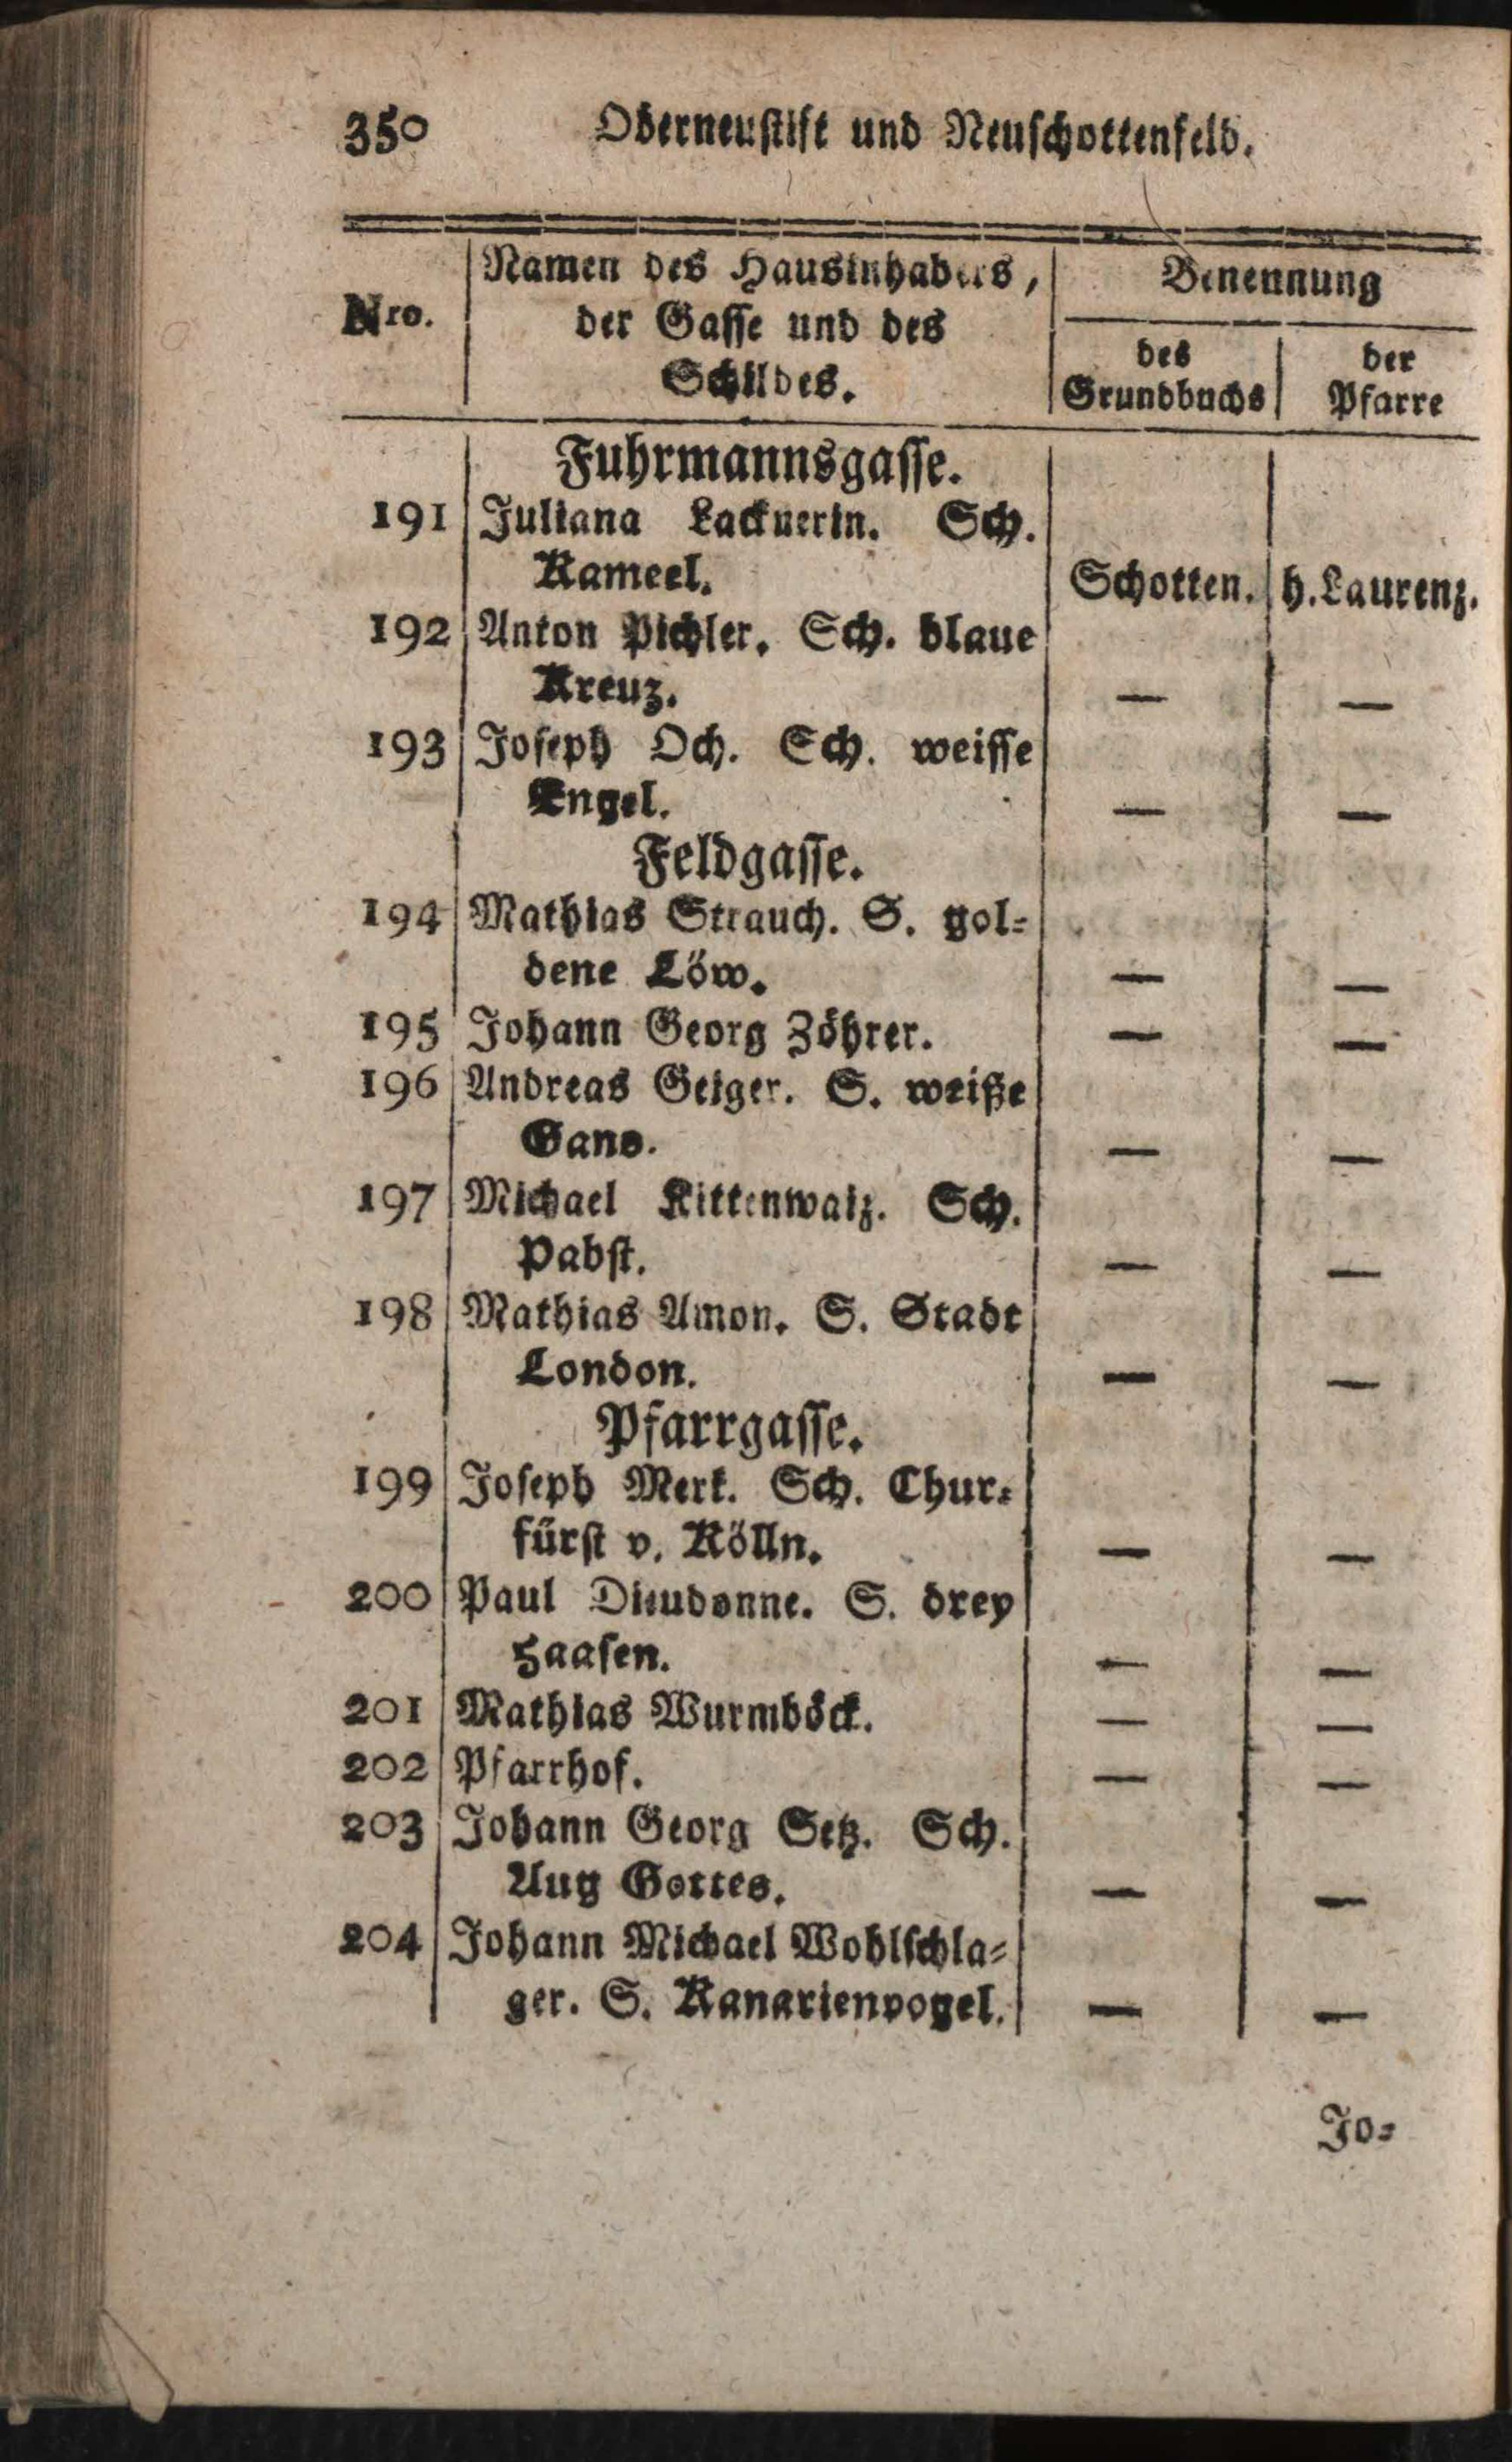 350 Oberneustift und Neuschottenfeld.
Nro.
Namen des Hausinhabers,
der Gasse und des
Schildes.
Benennung
des Grundbuchs
der Pfarre
Fuhrmannsgasse.
191 Juliana Lacknerin. Sch.
Kameel. Schotten. h. Laurenz.
192 Anton Pichler. Sch. blaue
Kreuz. — —
193 Joseph Och. Sch. weisse
Engel. — —
Feldgasse.
194 Mathias Strauch. S. gol-
dene Löw. — —
195 Johann Georg Zöhrer. — —
196 Andreas Geiger. S. weiße
Gans. — —
197 Michael Kittenwaiz. Sch.
Pabst. — —
198 Mathias Amon. S. Stadt
London. — —
Pfarrgasse.
199 Joseph Merk. Sch. Chur-
fürst v. Kölln. — —
200 Paul Dieudonne. S. drey
Haasen. — —
201 Mathias Wurmböck. — —
202 Pfarrhof. — —
203 Johann Georg Setz. Sch.
Aug Gottes. — —
204 Johann Michael Wohlschla-
ger. S. Kanarienvogel. — —
Jo-